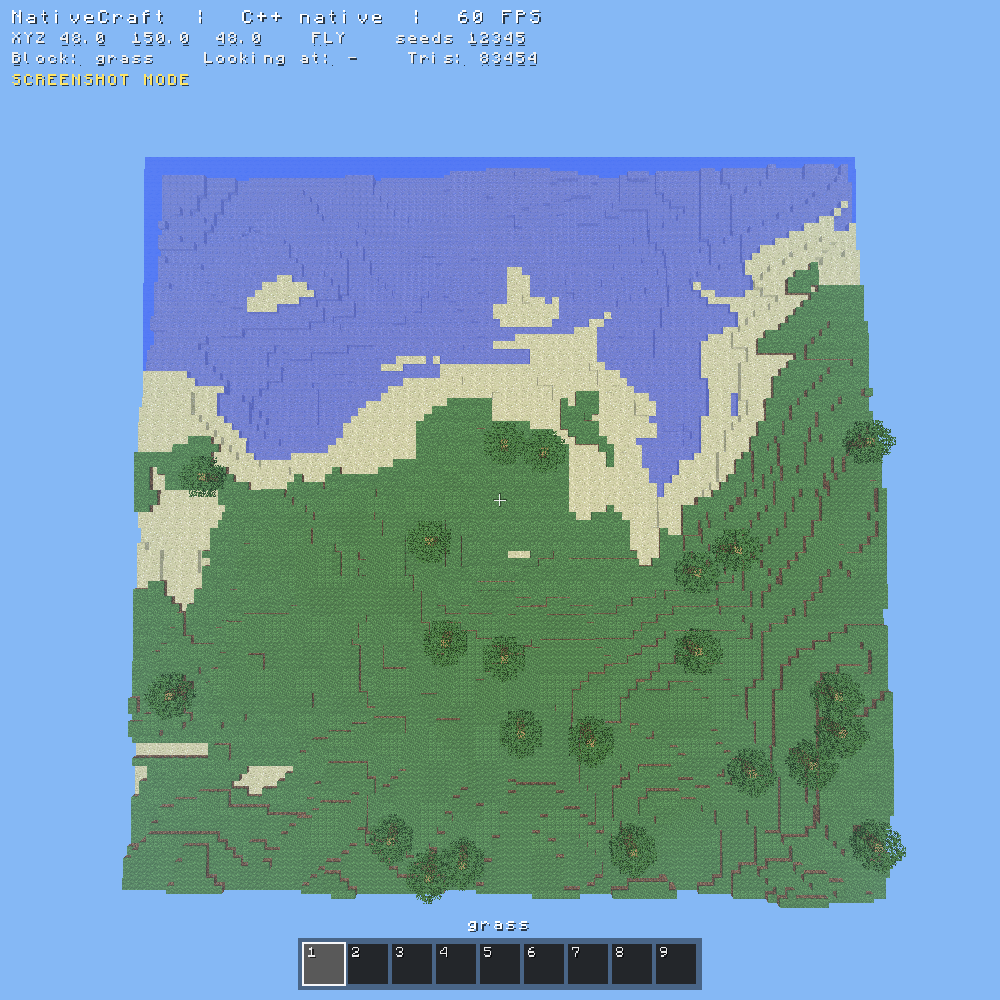 NativeCraft | C++ native | 60 FPS
XYZ 48.0 150.0 48.0 FLY seeds 12345
Block: grass Looking at: - Tris: 83454
SCREENSHOT MODE
grass
1 2 3 4 5 6 7 8 9